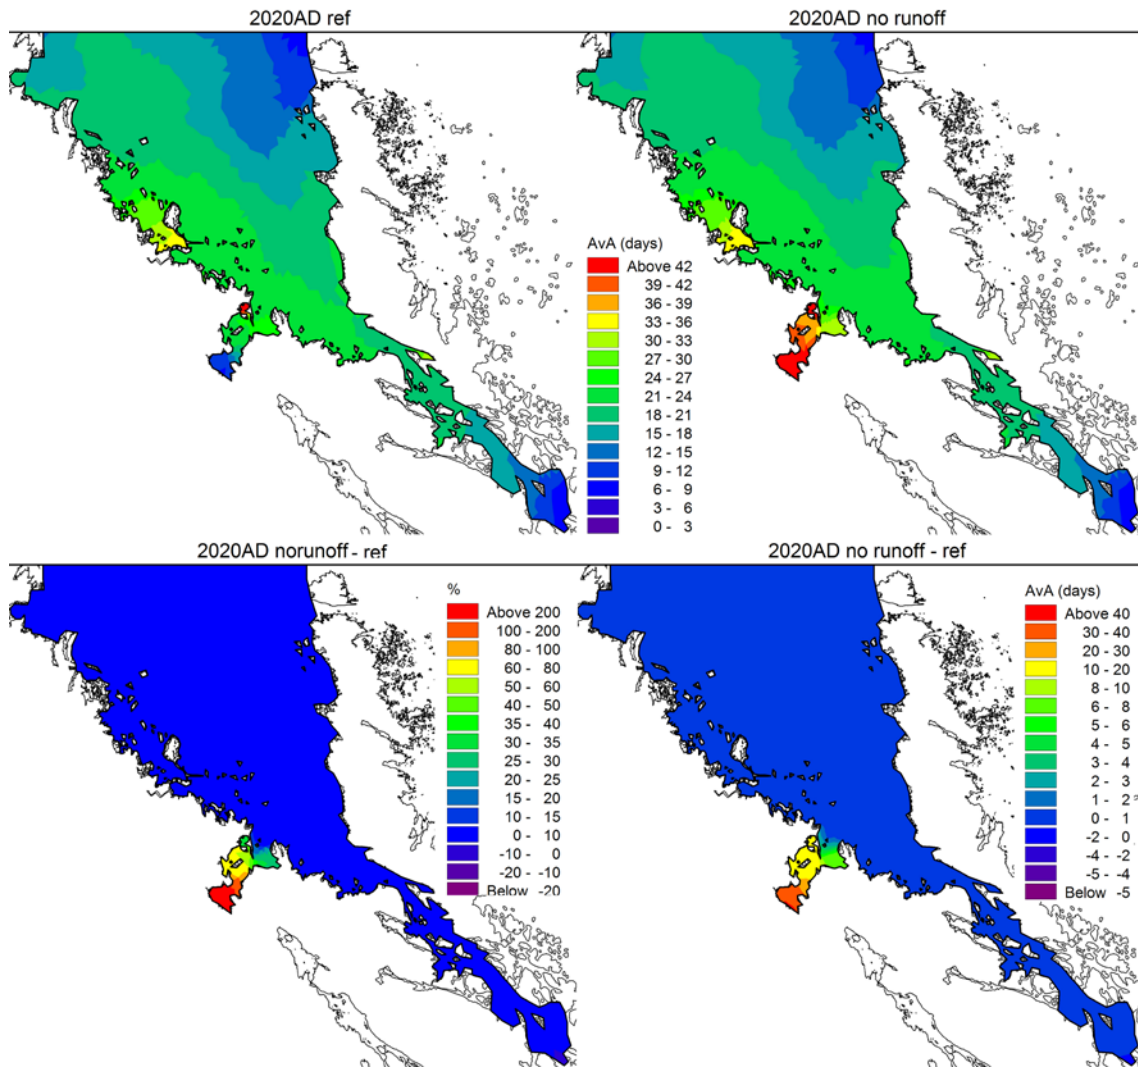 2020AD ref
2020AD no runoff
AvA (days)
Above 42
39 - 42
36 - 39
33 - 36
30 - 33
27 - 30
24 - 27
21 - 24
18 - 21
15 - 18
12 - 15
9 - 12
6 - 9
3 - 6
0 - 3
2020AD norunoff - ref
%
Above 200
100 - 200
80 - 100
60 - 80
50 - 60
40 - 50
35 - 40
30 - 35
25 - 30
20 - 25
15 - 20
10 - 15
0 - 10
-10 - 0
-20 - -10
Below -20
2020AD no runoff - ref
AvA (days)
Above 40
30 - 40
20 - 30
10 - 20
8 - 10
6 - 8
5 - 6
4 - 5
3 - 4
2 - 3
1 - 2
0 - 1
-2 - 0
-4 - -2
-5 - -4
Below -5